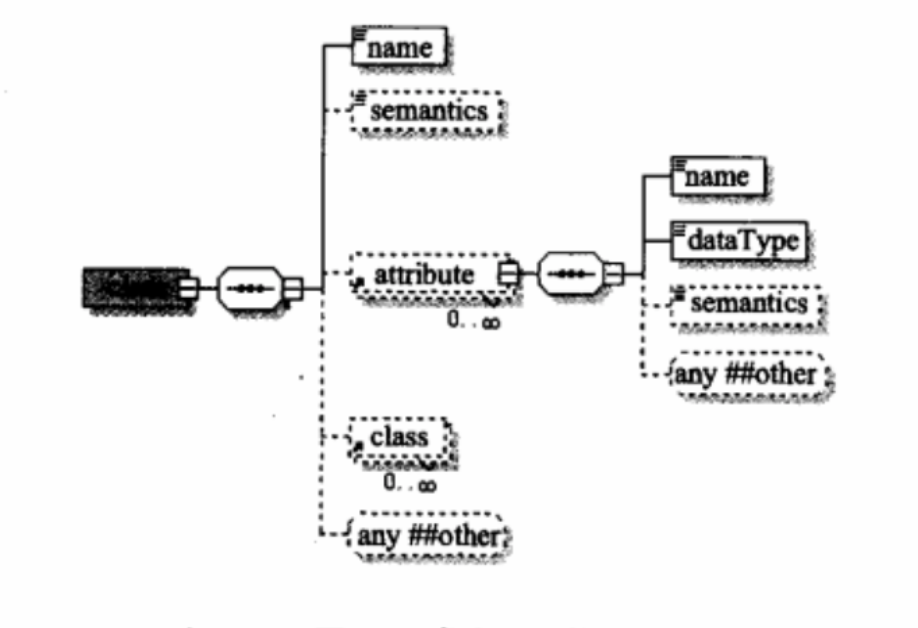 name
semantics
name
dataType
attribute
0..∞
semantics
any ##other
class
0..∞
any ##other